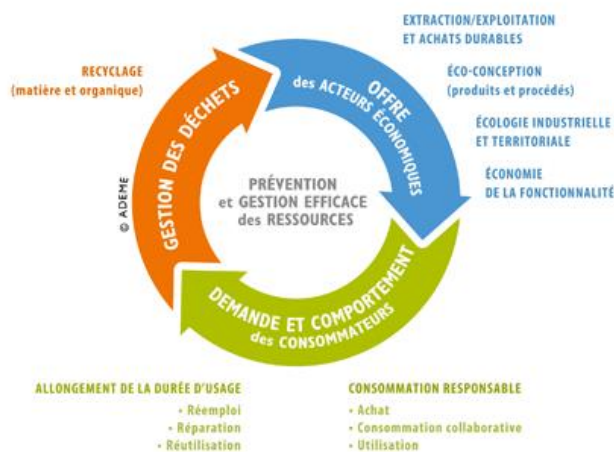 EXTRACTION/EXPLOITATION
ET ACHATS DURABLES
ÉCO-CONCEPTION
(produits et procédés)
ÉCOLOGIE INDUSTRIELLE
ET TERRITORIALE
ÉCONOMIE
DE LA FONCTIONNALITÉ
RECYCLAGE
(matière et organique)
OFFRE
des ACTEURS ÉCONOMIQUES
GESTION DES DÉCHETS
PRÉVENTION
et GESTION EFFICACE
des RESSOURCES
© ADEME
DEMANDE ET COMPORTEMENT
des CONSOMMATEURS
ALLONGEMENT DE LA DURÉE D'USAGE
• Réemploi
• Réparation
• Réutilisation
CONSOMMATION RESPONSABLE
• Achat
• Consommation collaborative
• Utilisation